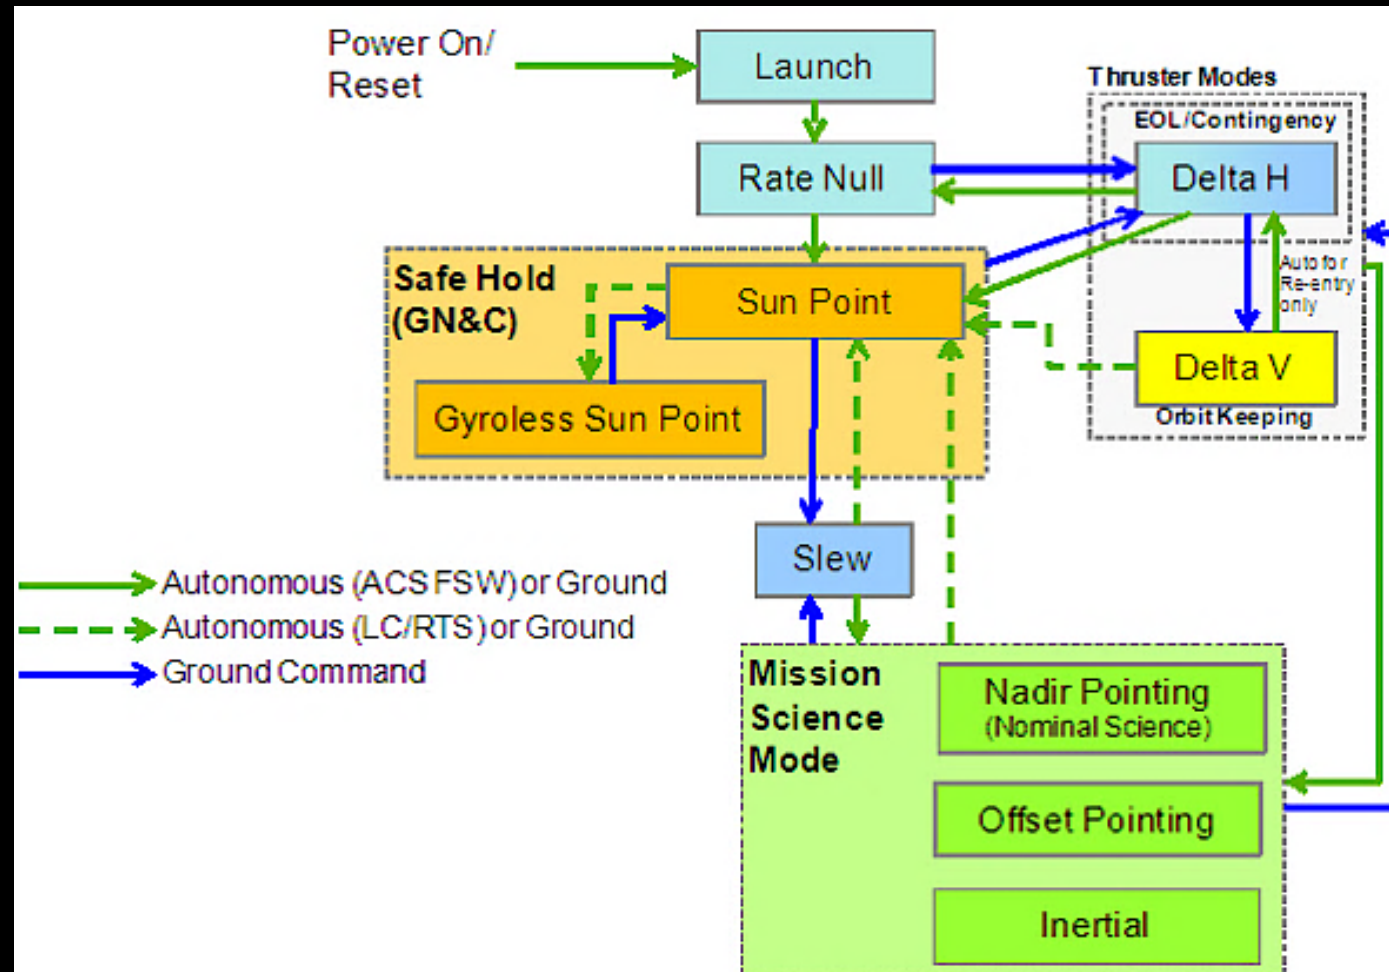 Power On/
Reset
Launch
Thruster Modes
EOL/Contingency
Rate Null
Delta H
Safe Hold
(GN&C)
Sun Point
Auto for
Re-entry
only
Gyroless Sun Point
Delta V
Orbit Keeping
Slew
Autonomous (ACS FSW) or Ground
Autonomous (LC/RTS) or Ground
Ground Command
Mission
Science
Mode
Nadir Pointing
(Nominal Science)
Offset Pointing
Inertial